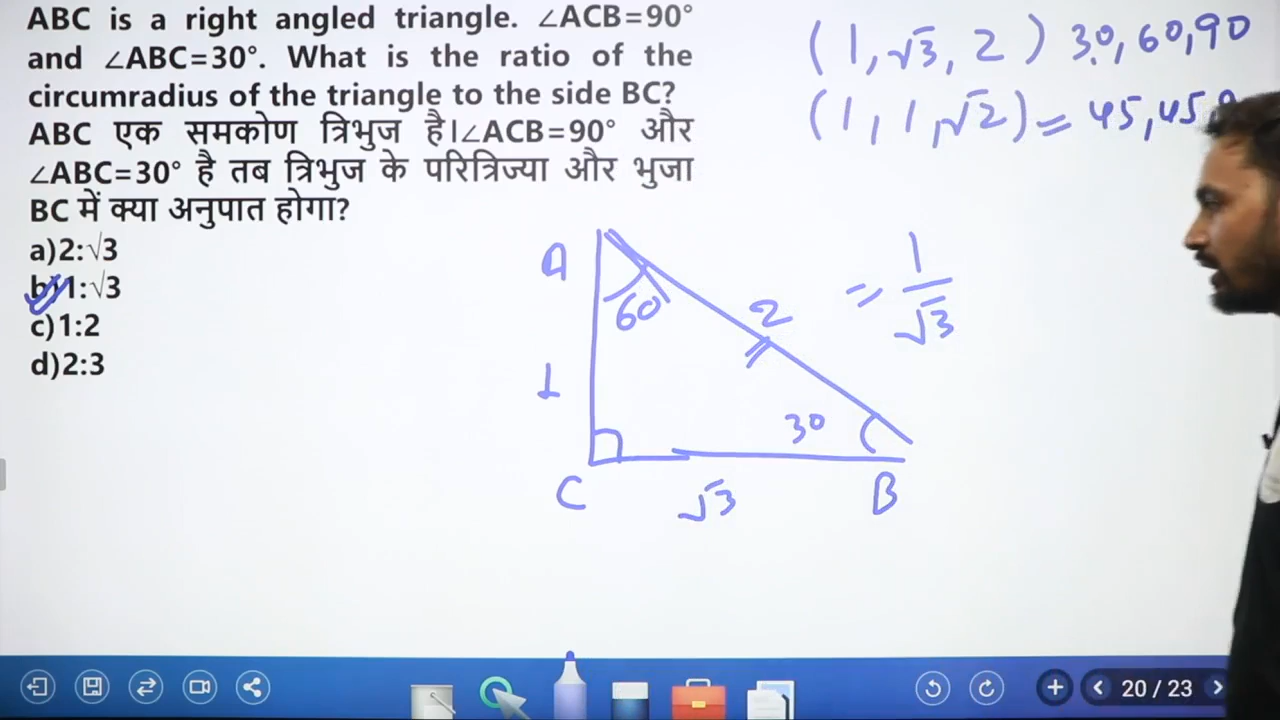 ABC is a right angled triangle. ∠ACB=90°
and ∠ABC=30°. What is the ratio of the
circumradius of the triangle to the side BC?
ABC एक समकोण त्रिभुज है।∠ACB=90° और
∠ABC=30° है तब त्रिभुज के परित्रिज्या और भुजा
BC में क्या अनुपात होगा?
a)2:√3
b)1:√3
c)1:2
d)2:3
(1, √3, 2) 30, 60, 90
(1, 1, √2) = 45, 45
A
60
2
= 1/√3
1
30
C
√3
B
20 / 23